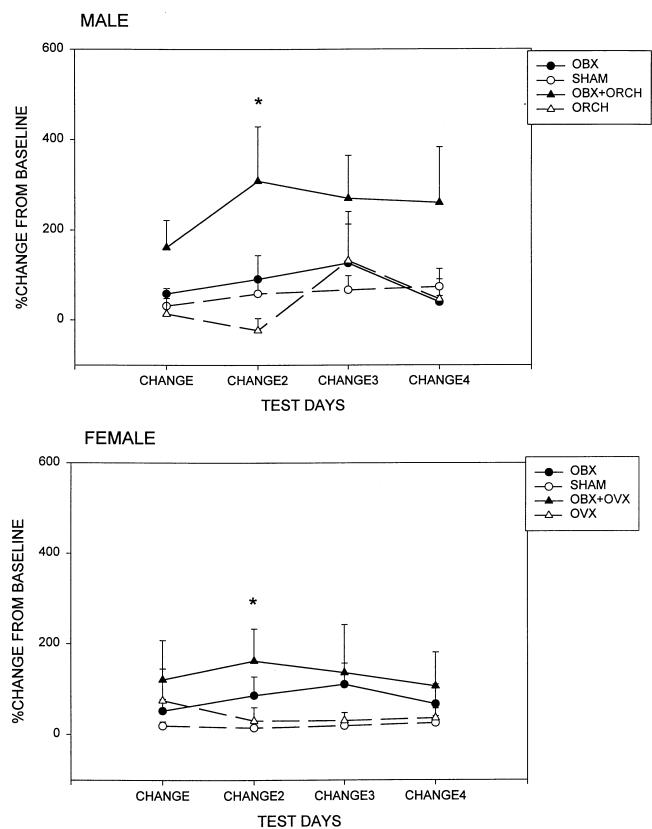 MALE
600
400
200
0
%CHANGE FROM BASELINE
*
OBX
SHAM
OBX+ORCH
ORCH
CHANGE CHANGE2 CHANGE3 CHANGE4
TEST DAYS
FEMALE
600
400
200
0
%CHANGE FROM BASELINE
*
OBX
SHAM
OBX+OVX
OVX
CHANGE CHANGE2 CHANGE3 CHANGE4
TEST DAYS